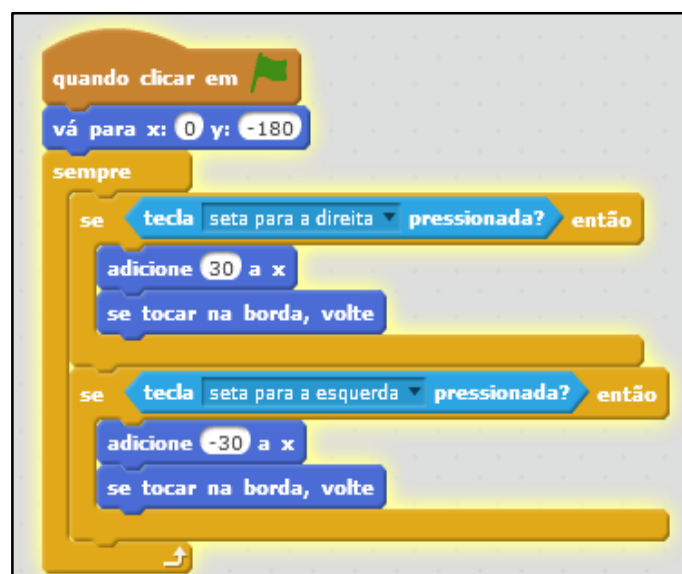 quando clicar em
vá para x: 0 y: -180
sempre
se tecla seta para a direita pressionada? então
adicione 30 a x
se tocar na borda, volte
se tecla seta para a esquerda pressionada? então
adicione -30 a x
se tocar na borda, volte